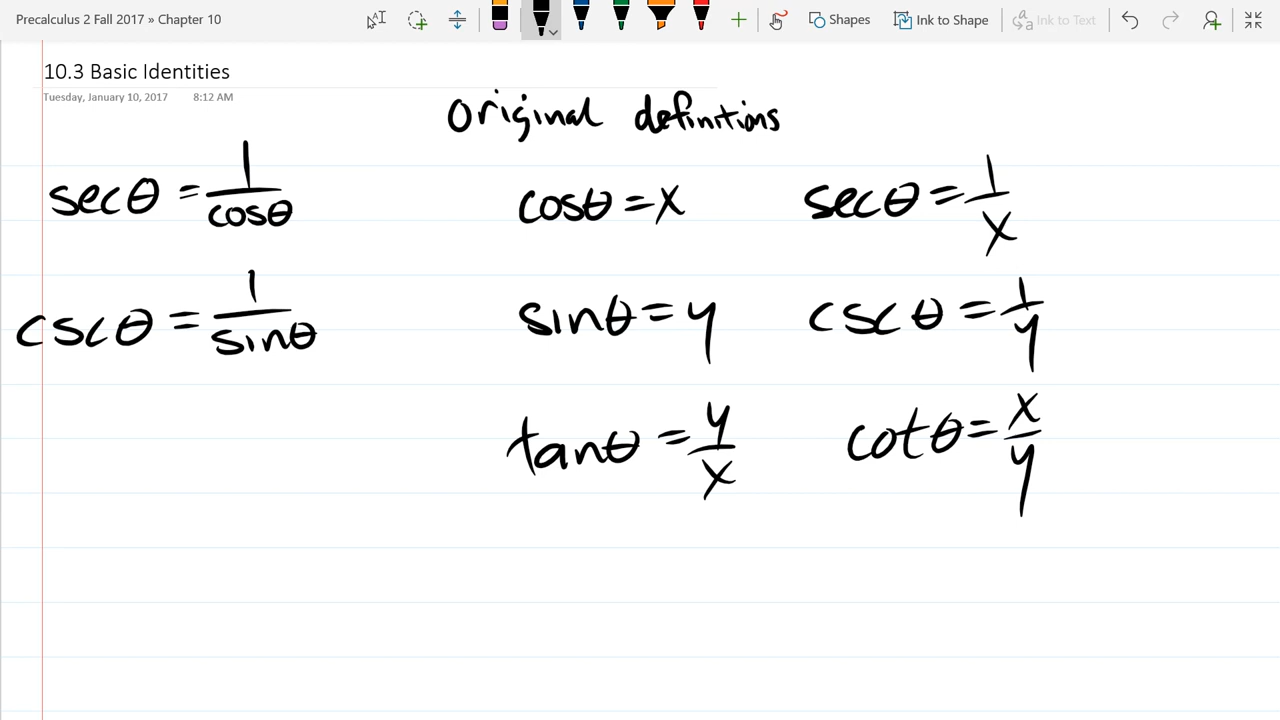 Precalculus 2 Fall 2017 » Chapter 10
Shapes
Ink to Shape
Ink to Text
10.3 Basic Identities
Tuesday, January 10, 2017 8:12 AM
Original definitions
secθ = 1/cosθ
cosθ = x
secθ = 1/x
cscθ = 1/sinθ
sinθ = y
cscθ = 1/y
tanθ = y/x
cotθ = x/y